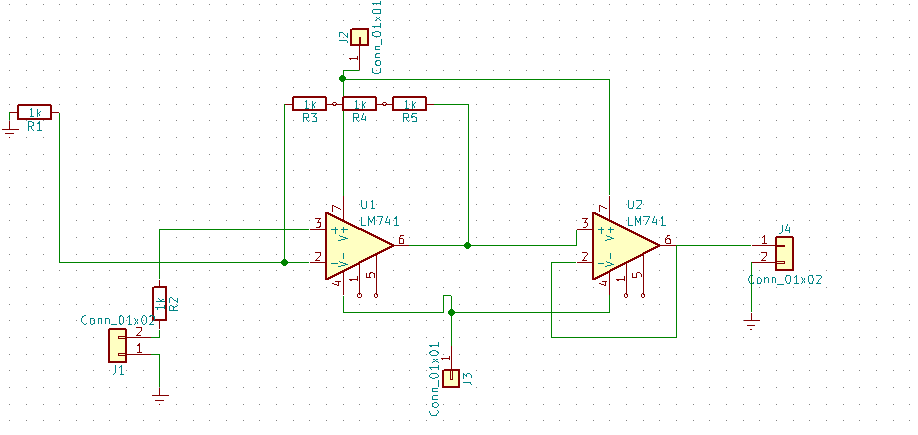 J2
1
Conn_01x01
1k
R1
1k
R3
1k
R4
1k
R5
U1
LM741
7
3
2
6
4
1
5
+
-
V+
V-
U2
LM741
7
3
2
6
4
1
5
+
-
V+
V-
J4
1
2
Conn_01x02
1k
R2
Conn_01x02
2
1
J1
1
Conn_01x01
J3